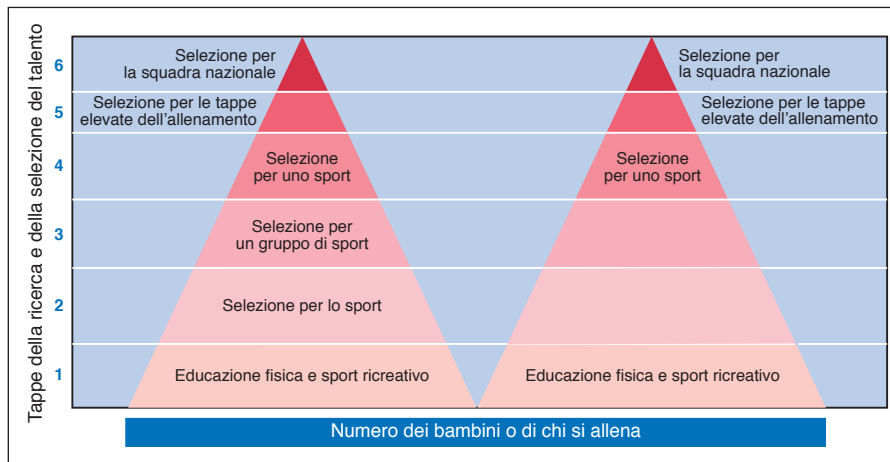 Tappe della ricerca e della selezione del talento
6
5
4
3
2
1
Selezione per
la squadra nazionale
Selezione per le tappe
elevate dell'allenamento
Selezione
per uno sport
Selezione per
un gruppo di sport
Selezione per lo sport
Educazione fisica e sport ricreativo
Selezione per
la squadra nazionale
Selezione per le tappe
elevate dell'allenamento
Selezione
per uno sport
Educazione fisica e sport ricreativo
Numero dei bambini o di chi si allena